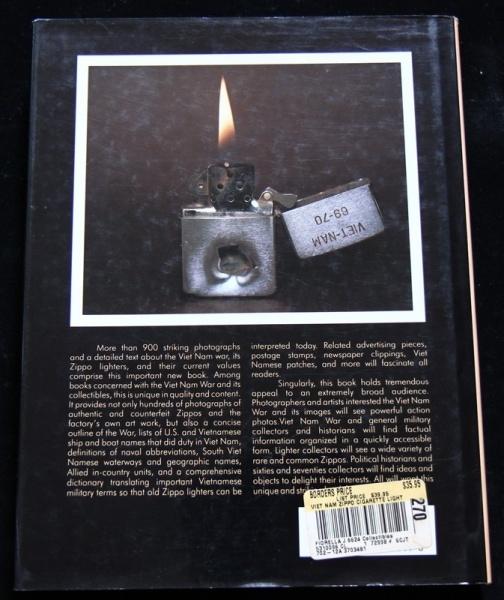 VIET-NAM
69-70
More than 900 striking photographs
and a detailed text about the Viet Nam war, its
Zippo lighters, and their current values
comprise this important new book. Among
books concerned with the Viet Nam War and its
collectibles, this is unique in quality and content.
It provides not only hundreds of photographs of
authentic and counterfeit Zippos and the
factory's own art work, but also a concise
outline of the War, lists of U.S. and Vietnamese
ship and boat names that did duty in Viet Nam,
definitions of naval abbreviations, South Viet
Namese waterways and geographic names,
Allied in-country units, and a comprehensive
dictionary translating important Vietnamese
military terms so that old Zippo lighters can be
interpreted today. Related advertising pieces,
postage stamps, newspaper clippings, Viet
Namese patches, and more will fascinate all
readers.
Singularly, this book holds tremendous
appeal to an extremely broad audience.
Photographers and artists interested the Viet Nam
War and its images will see powerful action
photos.Viet Nam War and general military
collectors and historians will find factual
information organized in a quickly accessible
form. Lighter collectors will see a wide variety of
rare and common Zippos. Political historians and
sixties and seventies collectors will find ideas and
objects to delight their interests. All will want this
unique and
BORDERS PRICE $35.95
LIST PRICE $39.95
VIET NAM ZIPPO CIGARETTE LIGHT
270
FIORELLA J 6624 Collectibles